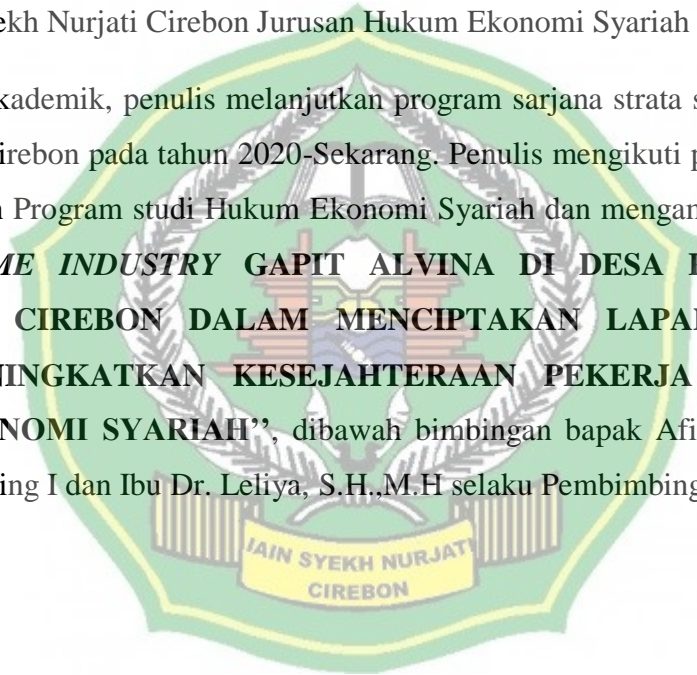 ekh Nurjati Cirebon Jurusan Hukum Ekonomi Syariah
kademik, penulis melanjutkan program sarjana strata s
irebon pada tahun 2020-Sekarang. Penulis mengikuti p
n Program studi Hukum Ekonomi Syariah dan mengan
ME INDUSTRY GAPIT ALVINA DI DESA
CIREBON DALAM MENCIPTAKAN LAPA
NINGKATKAN KESEJAHTERAAN PEKERJA
NOMI SYARIAH’’, dibawah bimbingan bapak Afi
ing I dan Ibu Dr. Leliya, S.H.,M.H selaku Pembimbing
IAIN SYEKH NURJATI
CIREBON